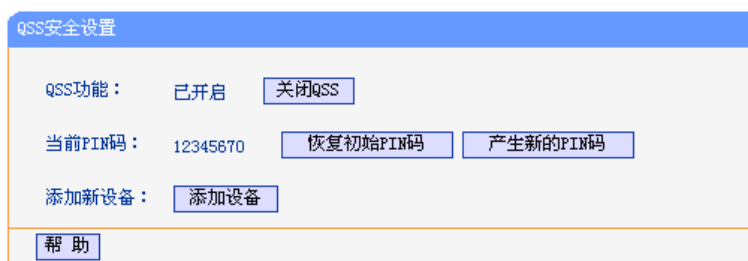 QSS安全设置
QSS功能： 已开启 关闭QSS
当前PIN码： 12345670 恢复初始PIN码 产生新的PIN码
添加新设备： 添加设备
帮 助